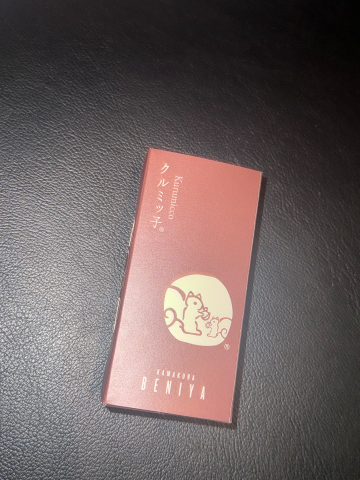 クルミッ子®
Kurumicco
®
KAMAKURA
BENIYA